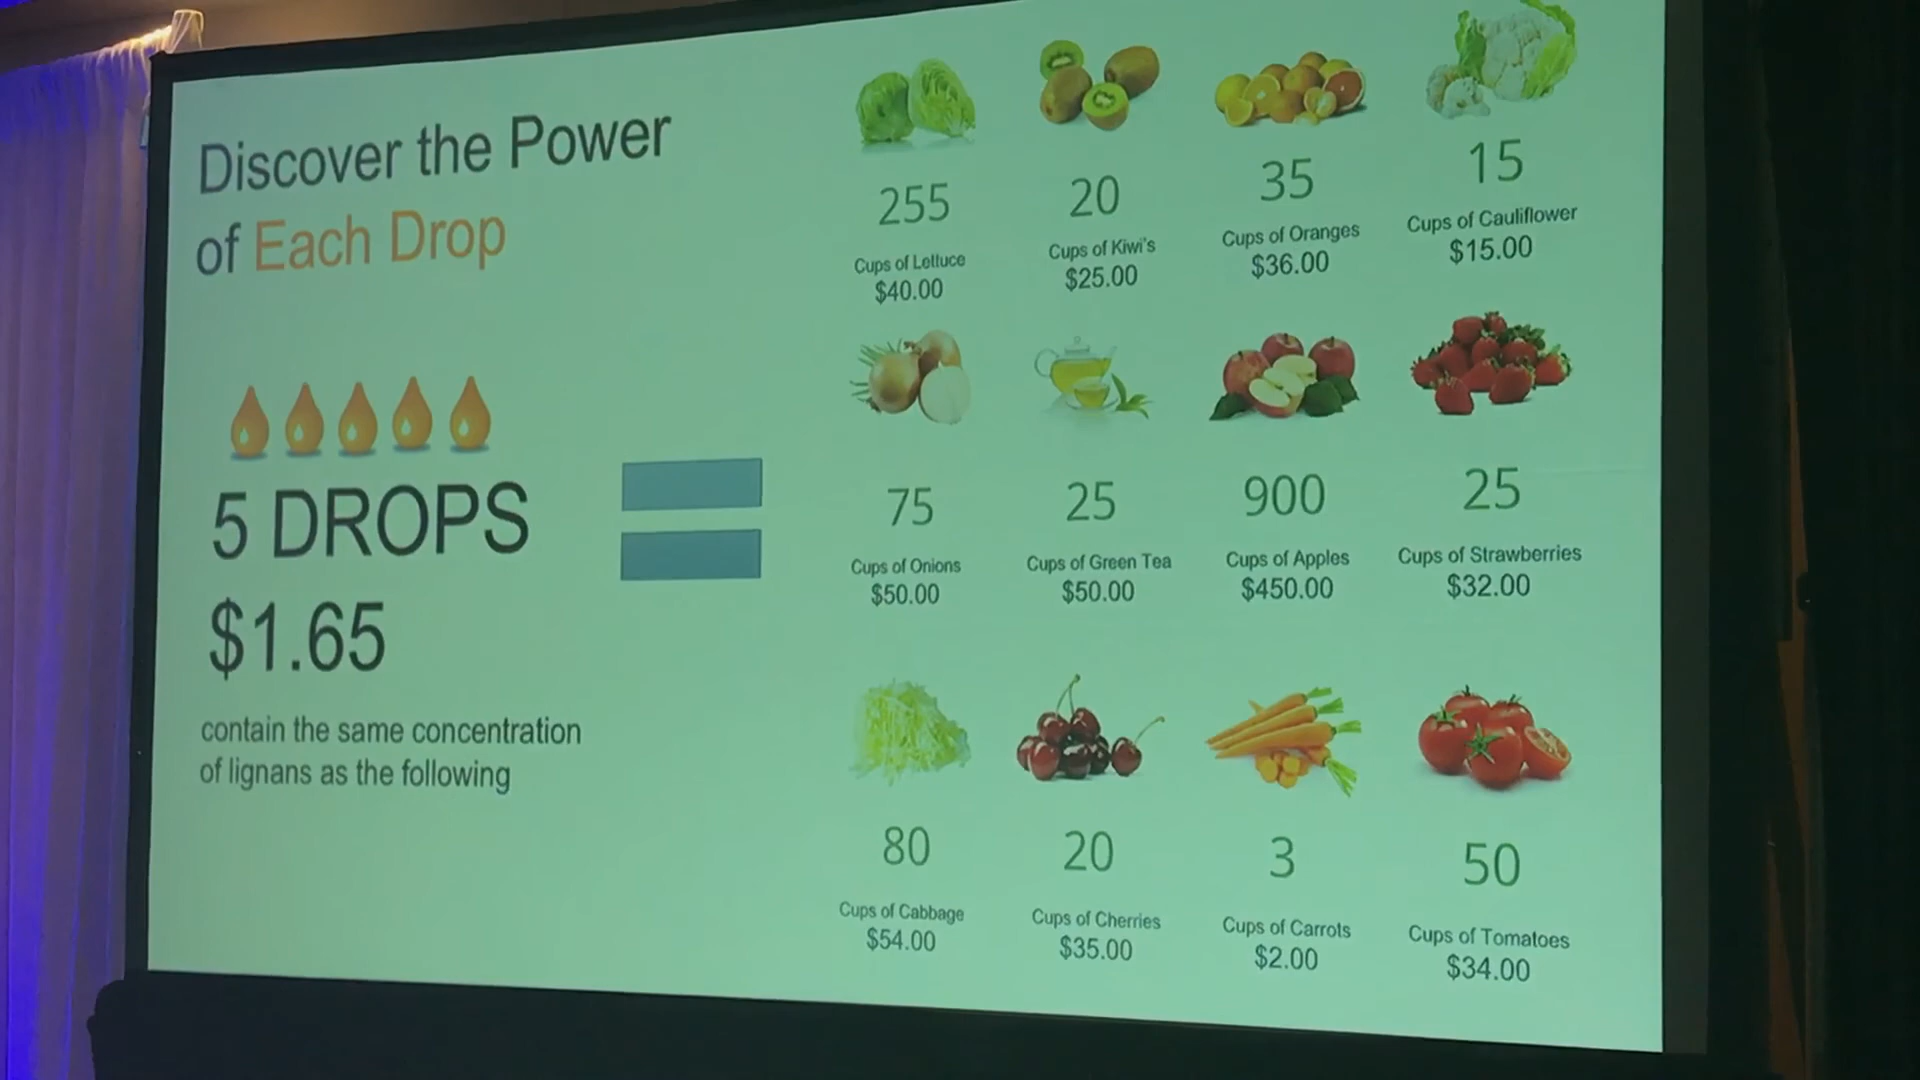 Discover the Power
of Each Drop
5 DROPS
$1.65
contain the same concentration
of lignans as the following
255
Cups of Lettuce
$40.00
20
Cups of Kiwi's
$25.00
35
Cups of Oranges
$36.00
15
Cups of Cauliflower
$15.00
75
Cups of Onions
$50.00
25
Cups of Green Tea
$50.00
900
Cups of Apples
$450.00
25
Cups of Strawberries
$32.00
80
Cups of Cabbage
$54.00
20
Cups of Cherries
$35.00
3
Cups of Carrots
$2.00
50
Cups of Tomatoes
$34.00